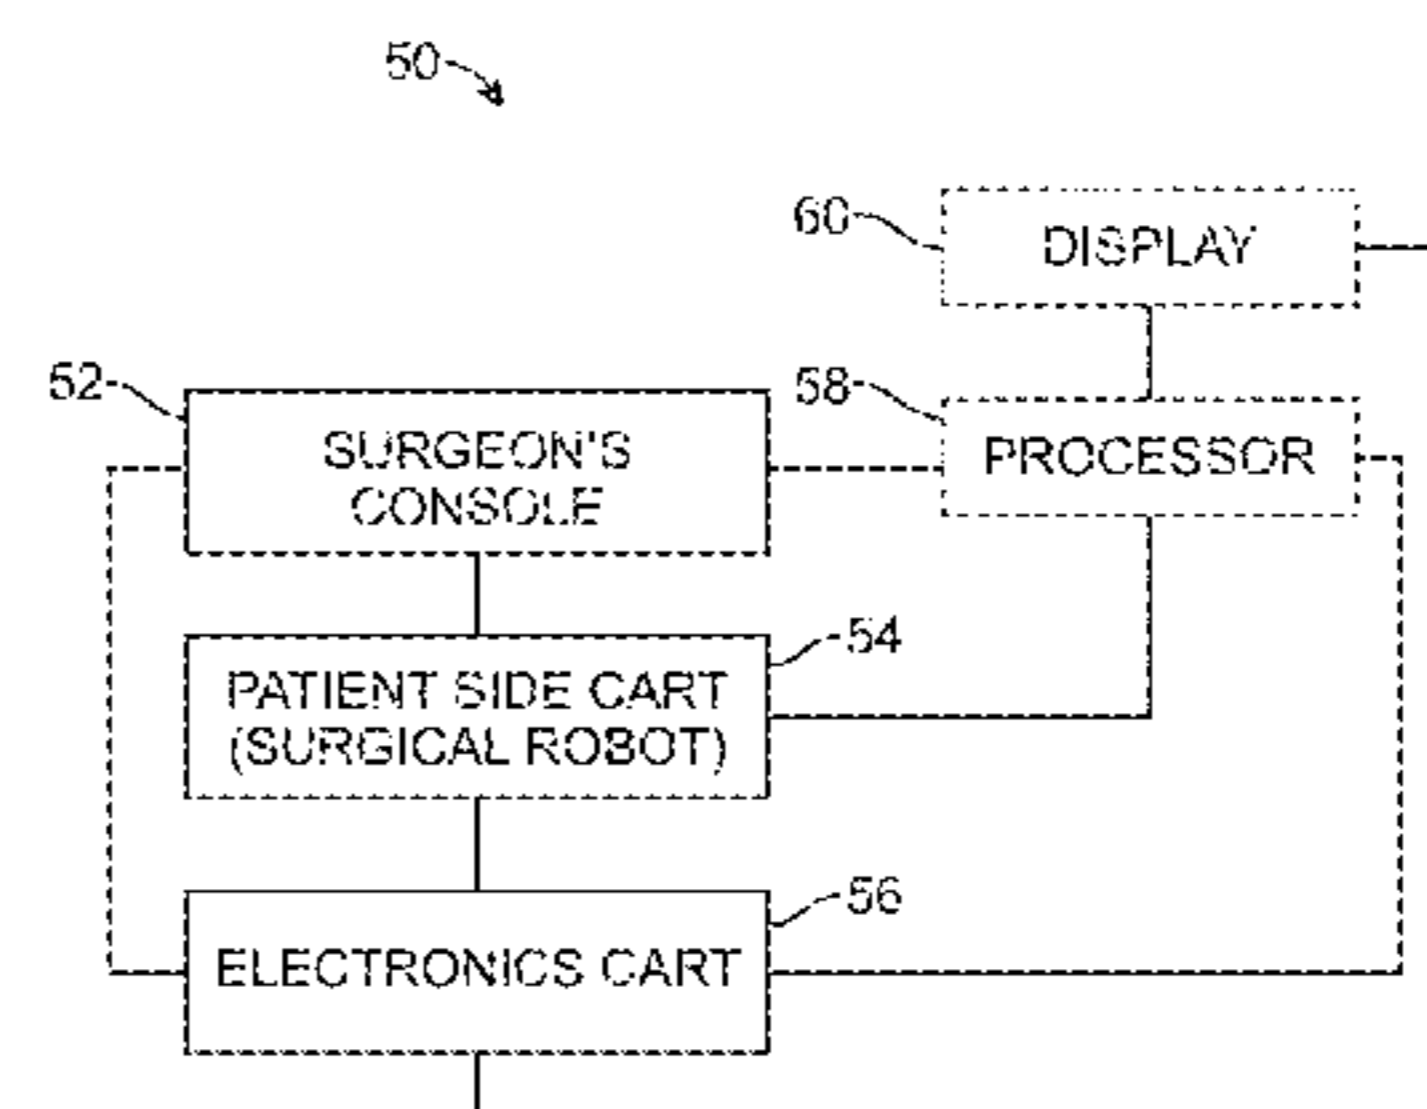 50
60
DISPLAY
52
58
SURGEON'S
CONSOLE
PROCESSOR
54
PATIENT SIDE CART
(SURGICAL ROBOT)
56
ELECTRONICS CART